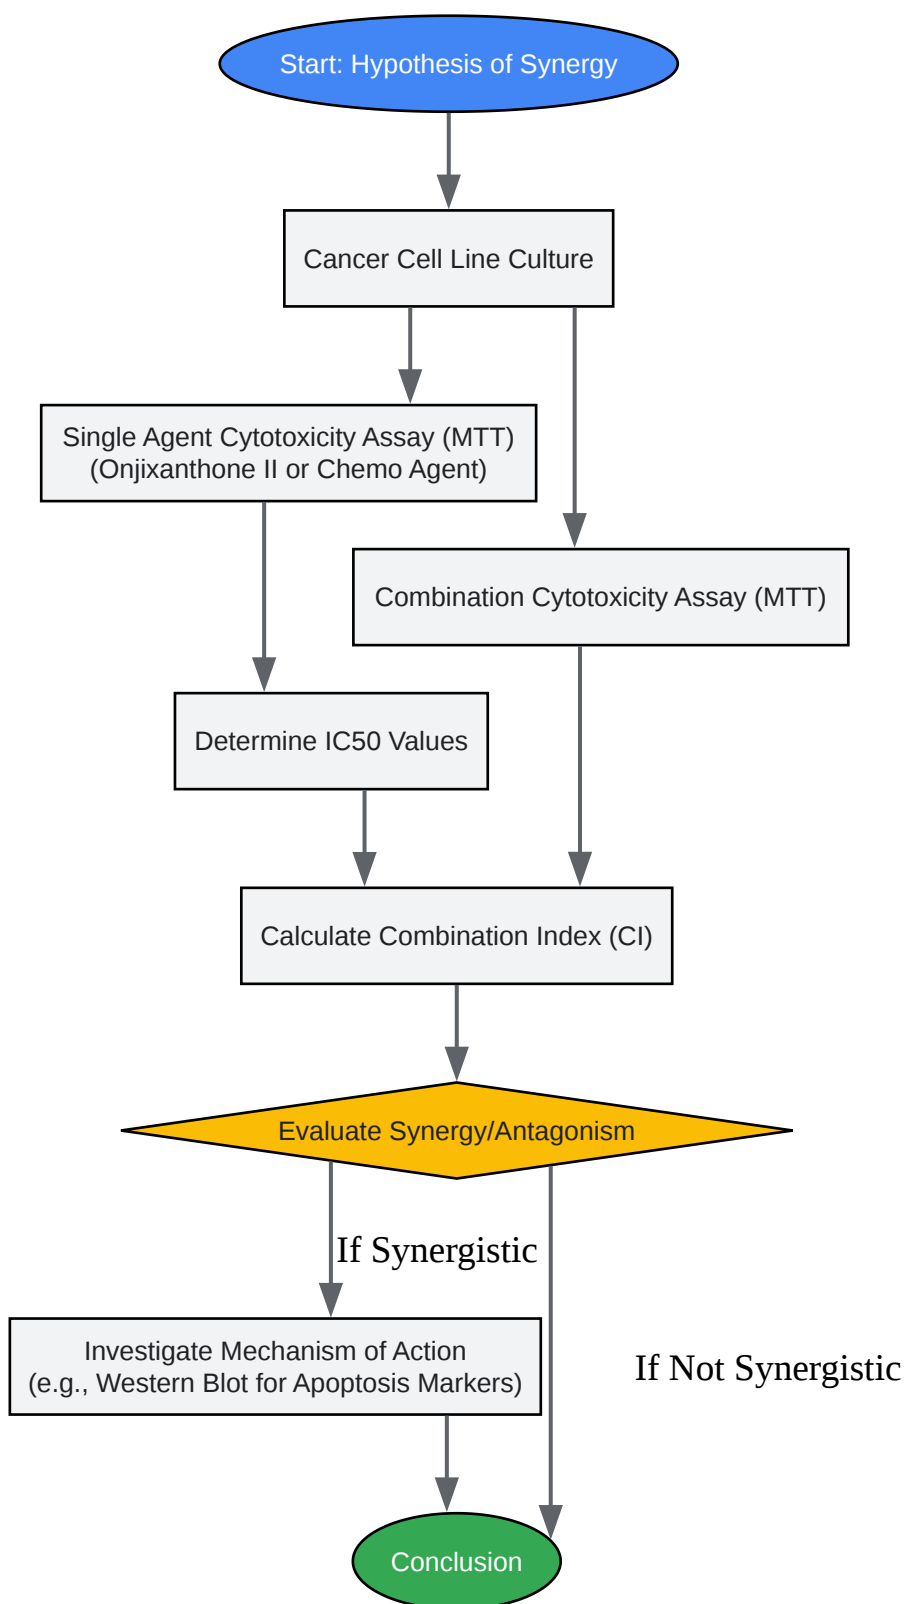 Start: Hypothesis of Synergy
Cancer Cell Line Culture
Single Agent Cytotoxicity Assay (MTT)
(Onjixanthone II or Chemo Agent)
Combination Cytotoxicity Assay (MTT)
Determine IC50 Values
Calculate Combination Index (CI)
Evaluate Synergy/Antagonism
If Synergistic
Investigate Mechanism of Action
(e.g., Western Blot for Apoptosis Markers)
If Not Synergistic
Conclusion